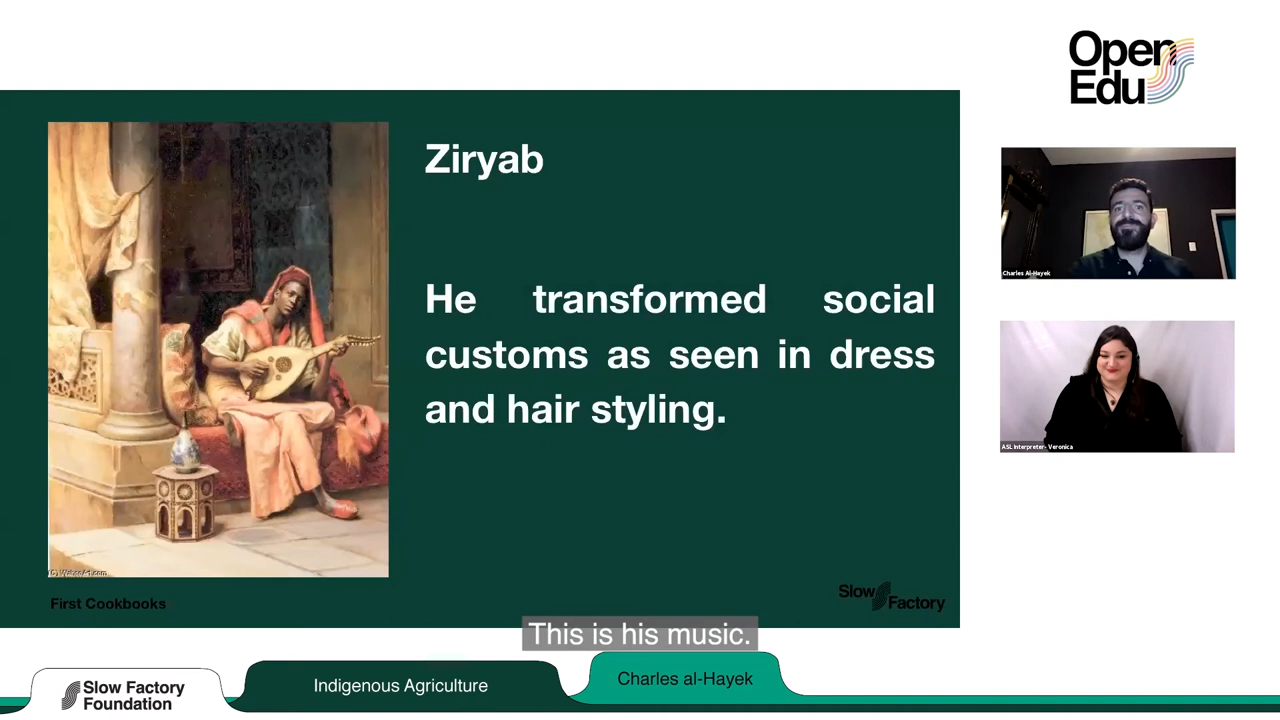 Open
Edu
Ziryab
He transformed social
customs as seen in dress
and hair styling.
Charles Al-Hayek
ASL Interpreter- Veronica
First Cookbooks
Slow Factory
This is his music.
Slow Factory
Foundation
Indigenous Agriculture
Charles al-Hayek